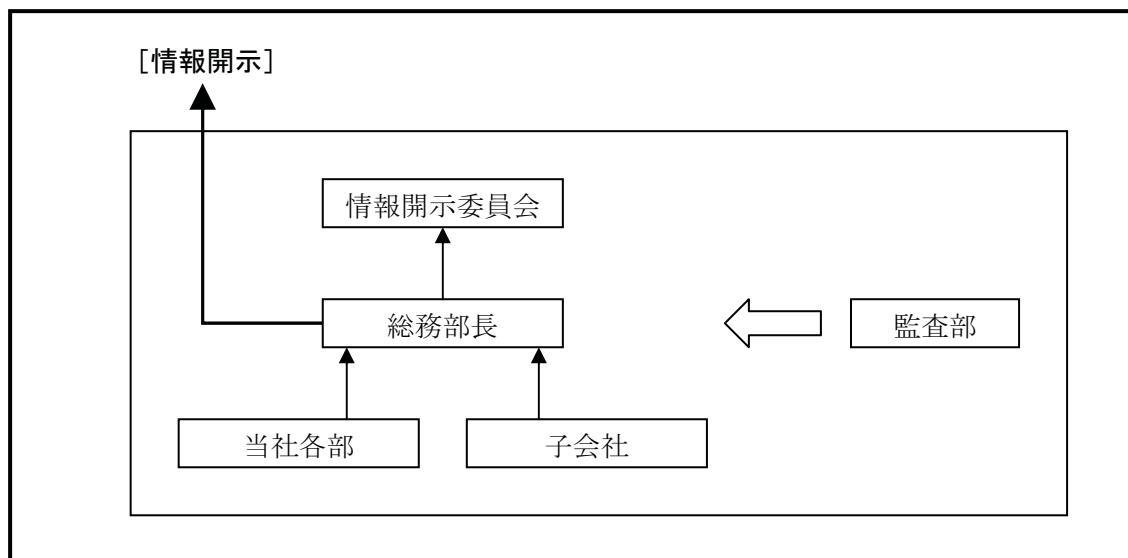 [情報開示]
情報開示委員会
総務部長
監査部
当社各部
子会社